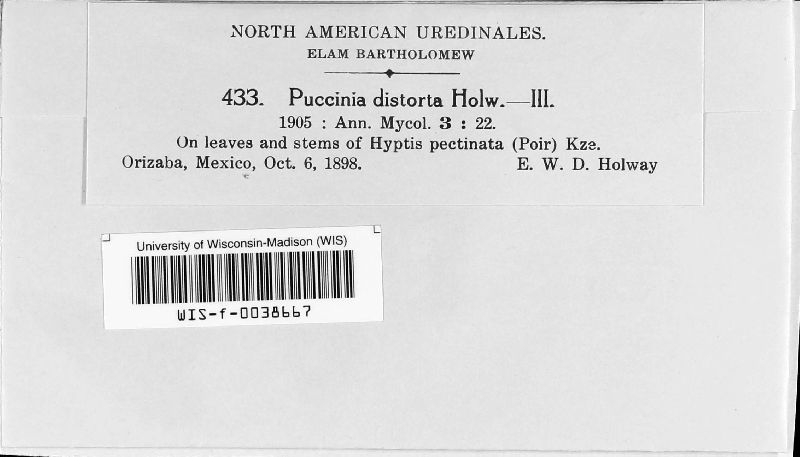 NORTH AMERICAN UREDINALES.
ELAM BARTHOLOMEW
433. Puccinia distorta Holw.—III.
1905 : Ann. Mycol. 3 : 22.
On leaves and stems of Hyptis pectinata (Poir) Kze.
Orizaba, Mexico, Oct. 6, 1898. E. W. D. Holway
University of Wisconsin-Madison (WIS)
WIS-f-0038667